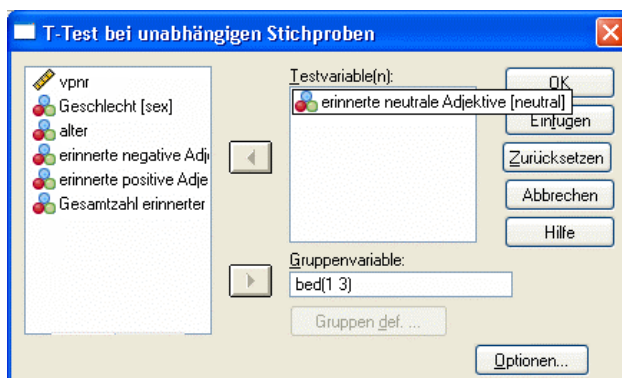 T-Test bei unabhängigen Stichproben
vpnr
Geschlecht [sex]
alter
erinnerte negative Adj
erinnerte positive Adje
Gesamtzahl erinnerter
Testvariable(n):
erinnerte neutrale Adjektive [neutral]
Gruppenvariable:
bed(1 3)
Gruppen def. ...
OK
Einfügen
Zurücksetzen
Abbrechen
Hilfe
Optionen...